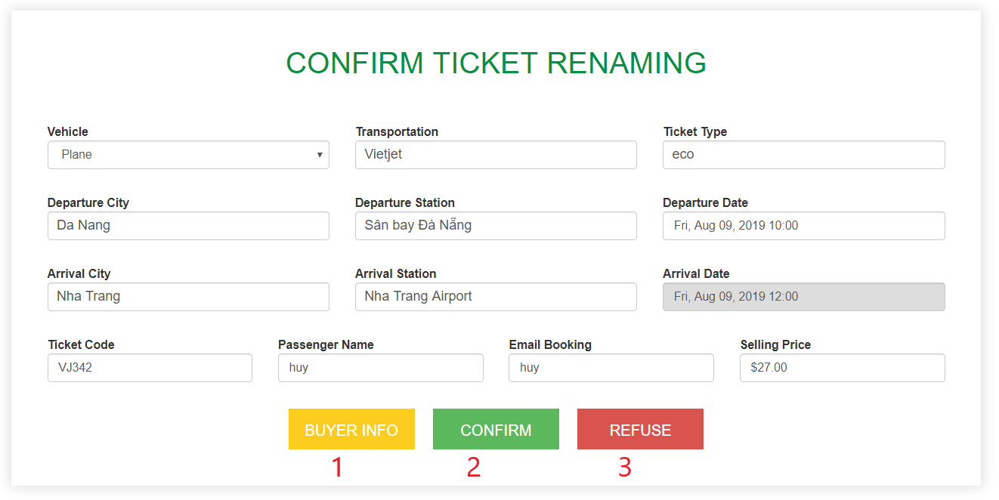 CONFIRM TICKET RENAMING
Vehicle Transportation Ticket Type
Plane Vietjet eco
Departure City Departure Station Departure Date
Da Nang Sân bay Đà Nẵng Fri, Aug 09, 2019 10:00
Arrival City Arrival Station Arrival Date
Nha Trang Nha Trang Airport Fri, Aug 09, 2019 12:00
Ticket Code Passenger Name Email Booking Selling Price
VJ342 huy huy $27.00
BUYER INFO CONFIRM REFUSE
1 2 3